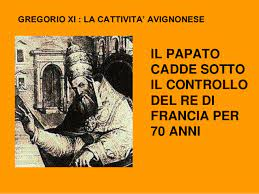 GREGORIO XI : LA CATTIVITA' AVIGNONESE
IL PAPATO
CADDE SOTTO
IL CONTROLLO
DEL RE DI
FRANCIA PER
70 ANNI